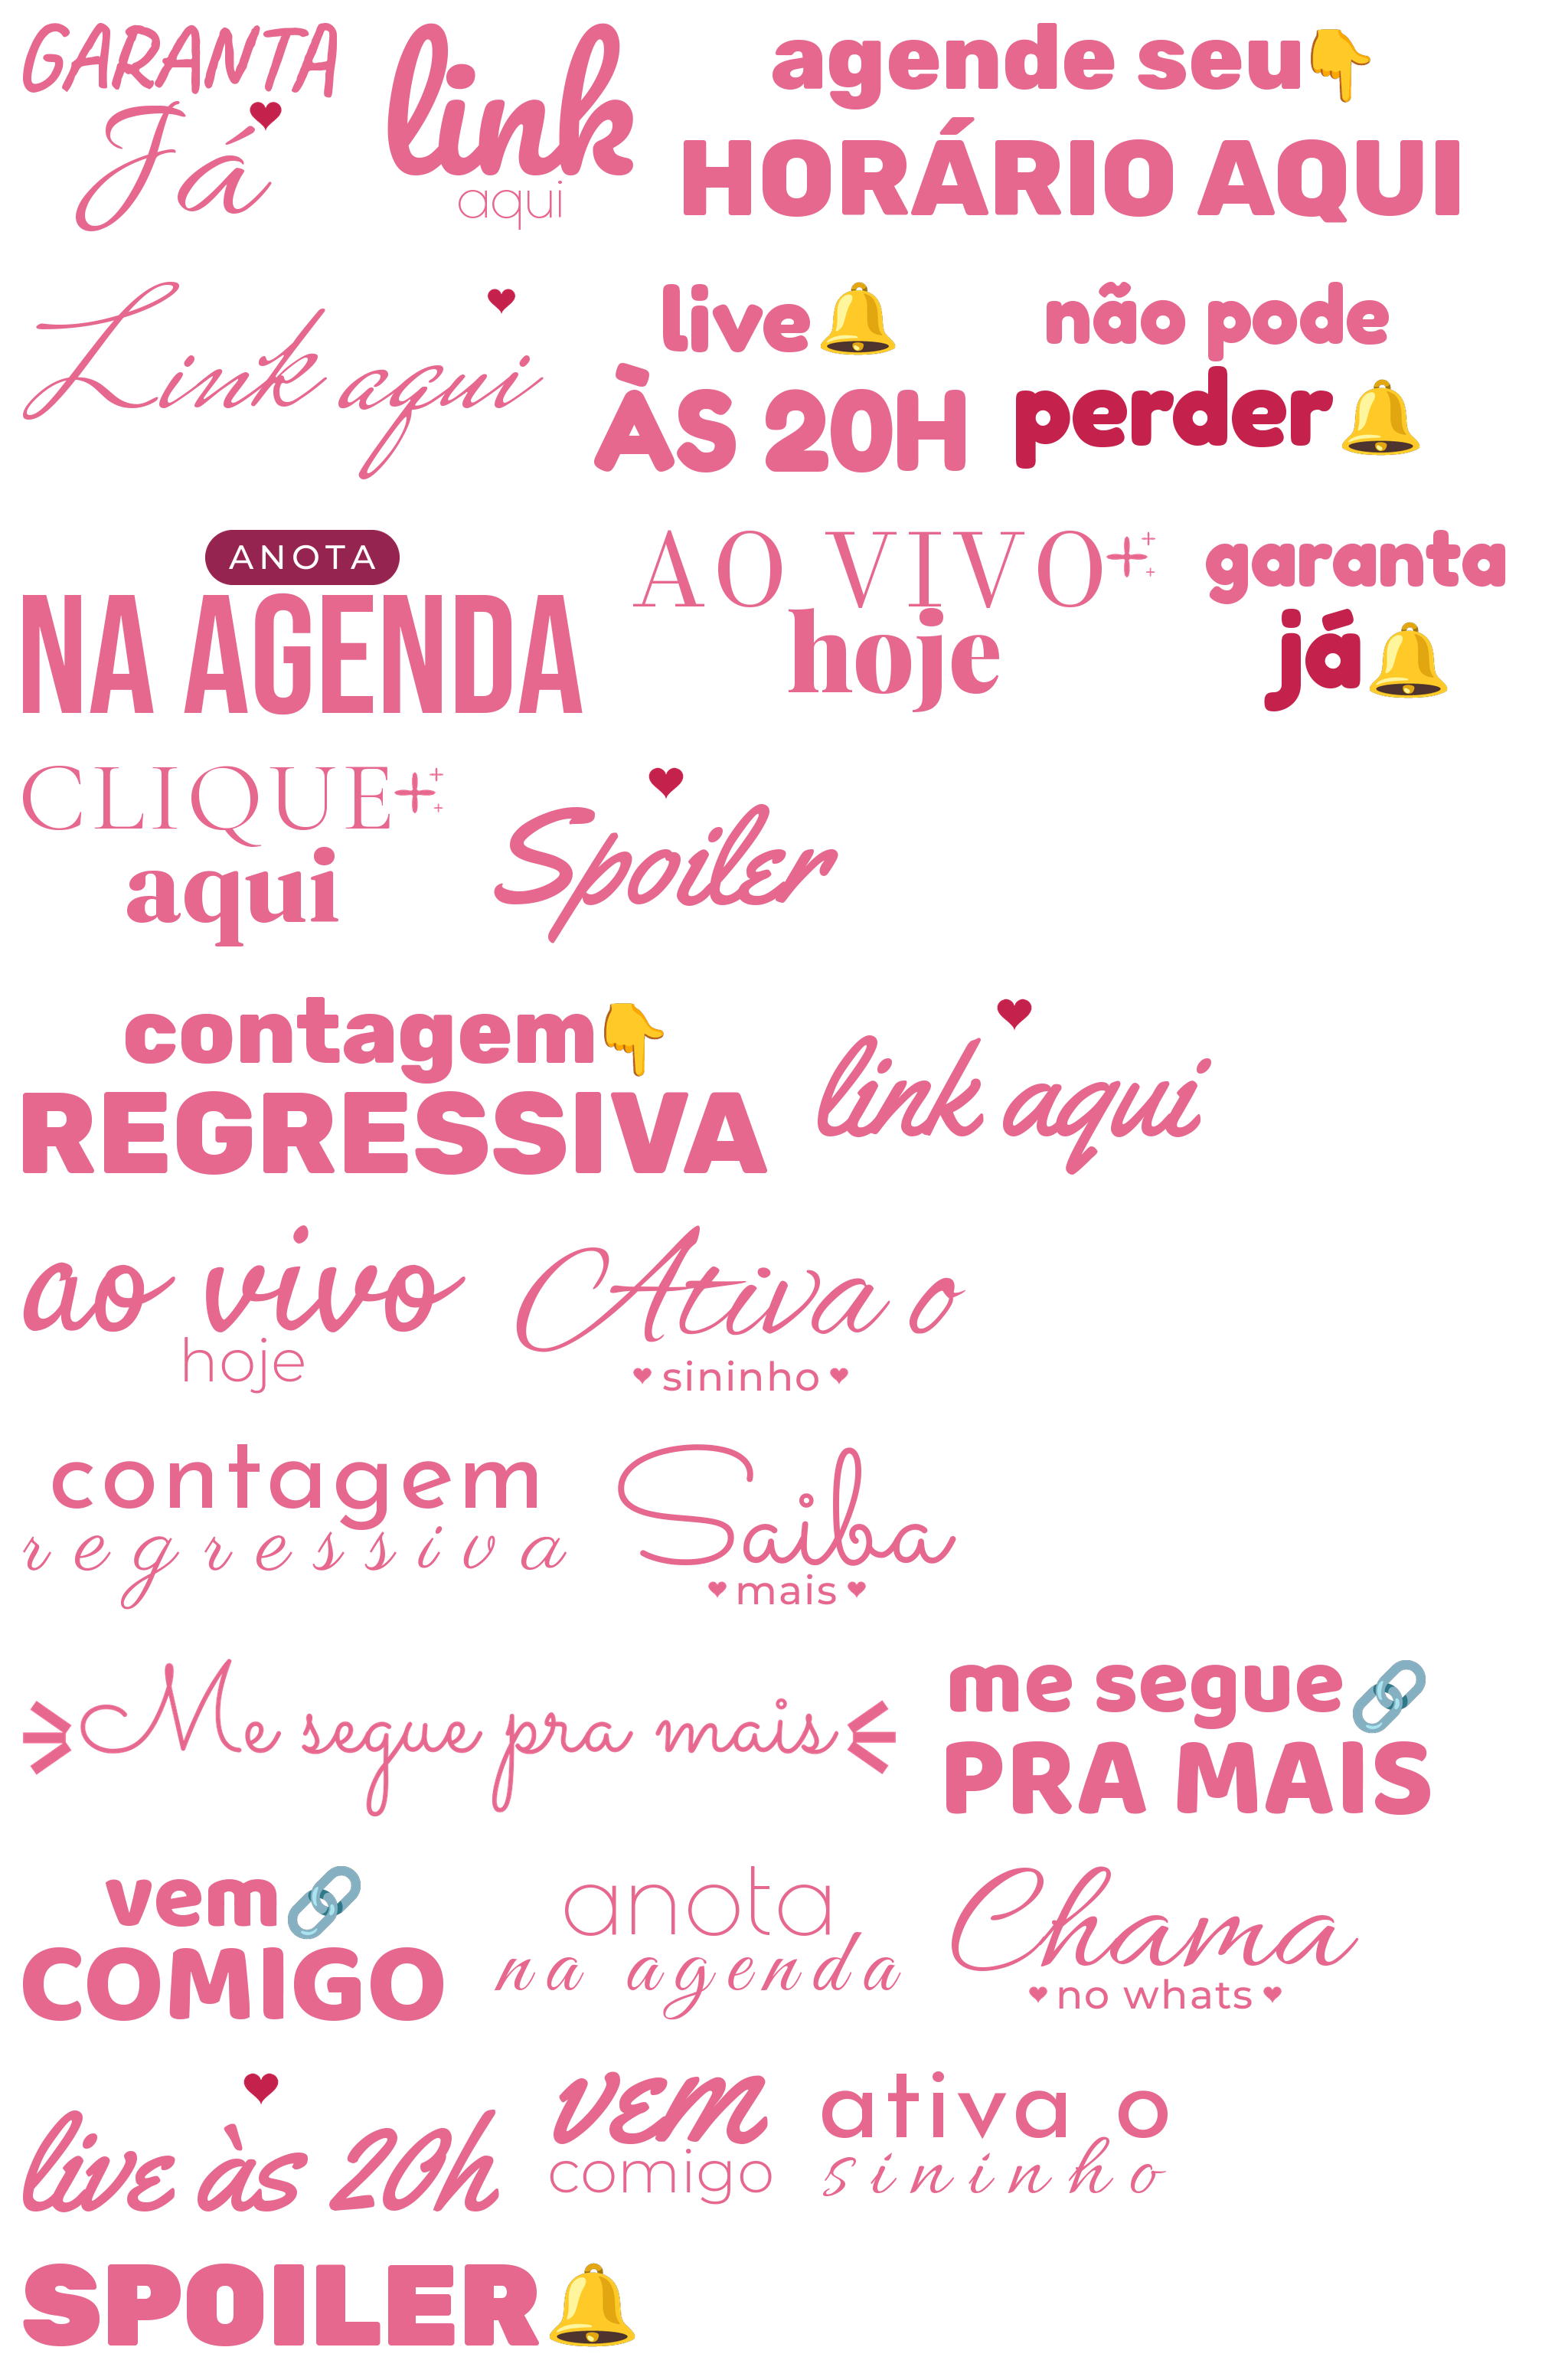 GARANTA
Já
link
aqui
agende seu👇
HORÁRIO AQUI
Link aqui
live🔔
ÀS 20H
não pode
perder🔔
ANOTA
NA AGENDA
AO VIVO
hoje
garanta
já🔔
CLIQUE
aqui
Spoiler
contagem👇
REGRESSIVA
link aqui
ao vivo
hoje
Ativa o
sininho
contagem
regressiva
Saiba
mais
Me segue pra mais
me segue🔗
PRA MAIS
vem🔗
COMIGO
anota
na agenda
Chama
no whats
live às 20h
vem
comigo
ativa o
sininho
SPOILER🔔